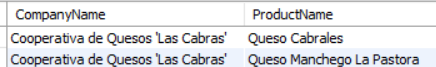 CompanyName ProductName
Cooperativa de Quesos 'Las Cabras' Queso Cabrales
Cooperativa de Quesos 'Las Cabras' Queso Manchego La Pastora